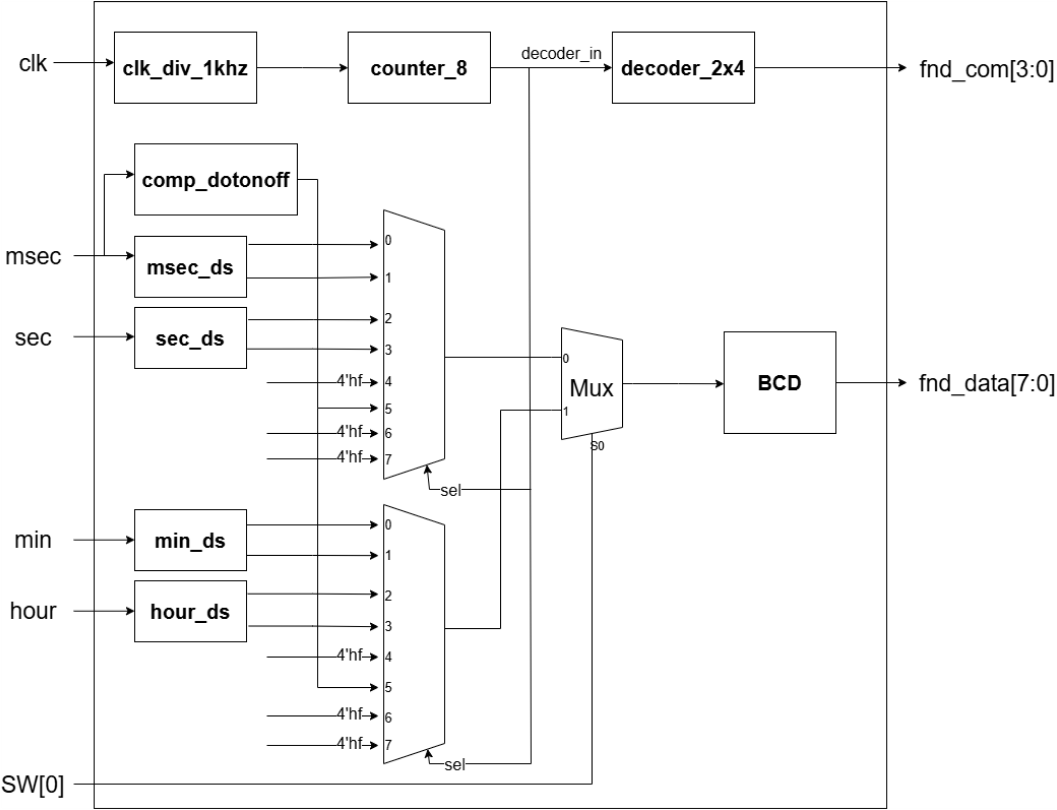 clk
clk_div_1khz
counter_8
decoder_in
decoder_2x4
fnd_com[3:0]
comp_dotonoff
msec
msec_ds
0
1
sec
sec_ds
2
3
4'hf
4
5
4'hf
6
4'hf
7
sel
0
Mux
1
S0
BCD
fnd_data[7:0]
min
min_ds
0
1
hour
hour_ds
2
3
4'hf
4
5
4'hf
6
4'hf
7
sel
SW[0]